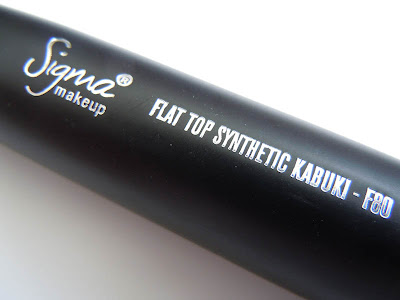 Sigma®
makeup
FLAT TOP SYNTHETIC KABUKI - F80